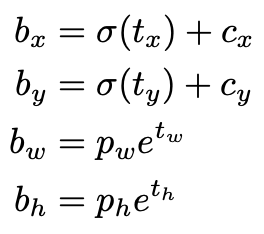 b_x = σ(t_x) + c_x
b_y = σ(t_y) + c_y
b_w = p_w e^{t_w}
b_h = p_h e^{t_h}